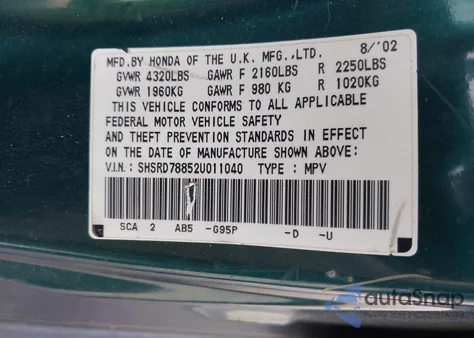 MFD.BY HONDA OF THE U.K. MFG.,LTD. 8/'02
GVWR 4320LBS GAWR F 2160LBS R 2250LBS
GVWR 1960KG GAWR F 980 KG R 1020KG
THIS VEHICLE CONFORMS TO ALL APPLICABLE
FEDERAL MOTOR VEHICLE SAFETY
AND THEFT PREVENTION STANDARDS IN EFFECT
ON THE DATE OF MANUFACTURE SHOWN ABOVE:
V.I.N.: SHSRD78852U011040 TYPE : MPV
SCA 2 AB5 -G95P -D -U
autoSnap